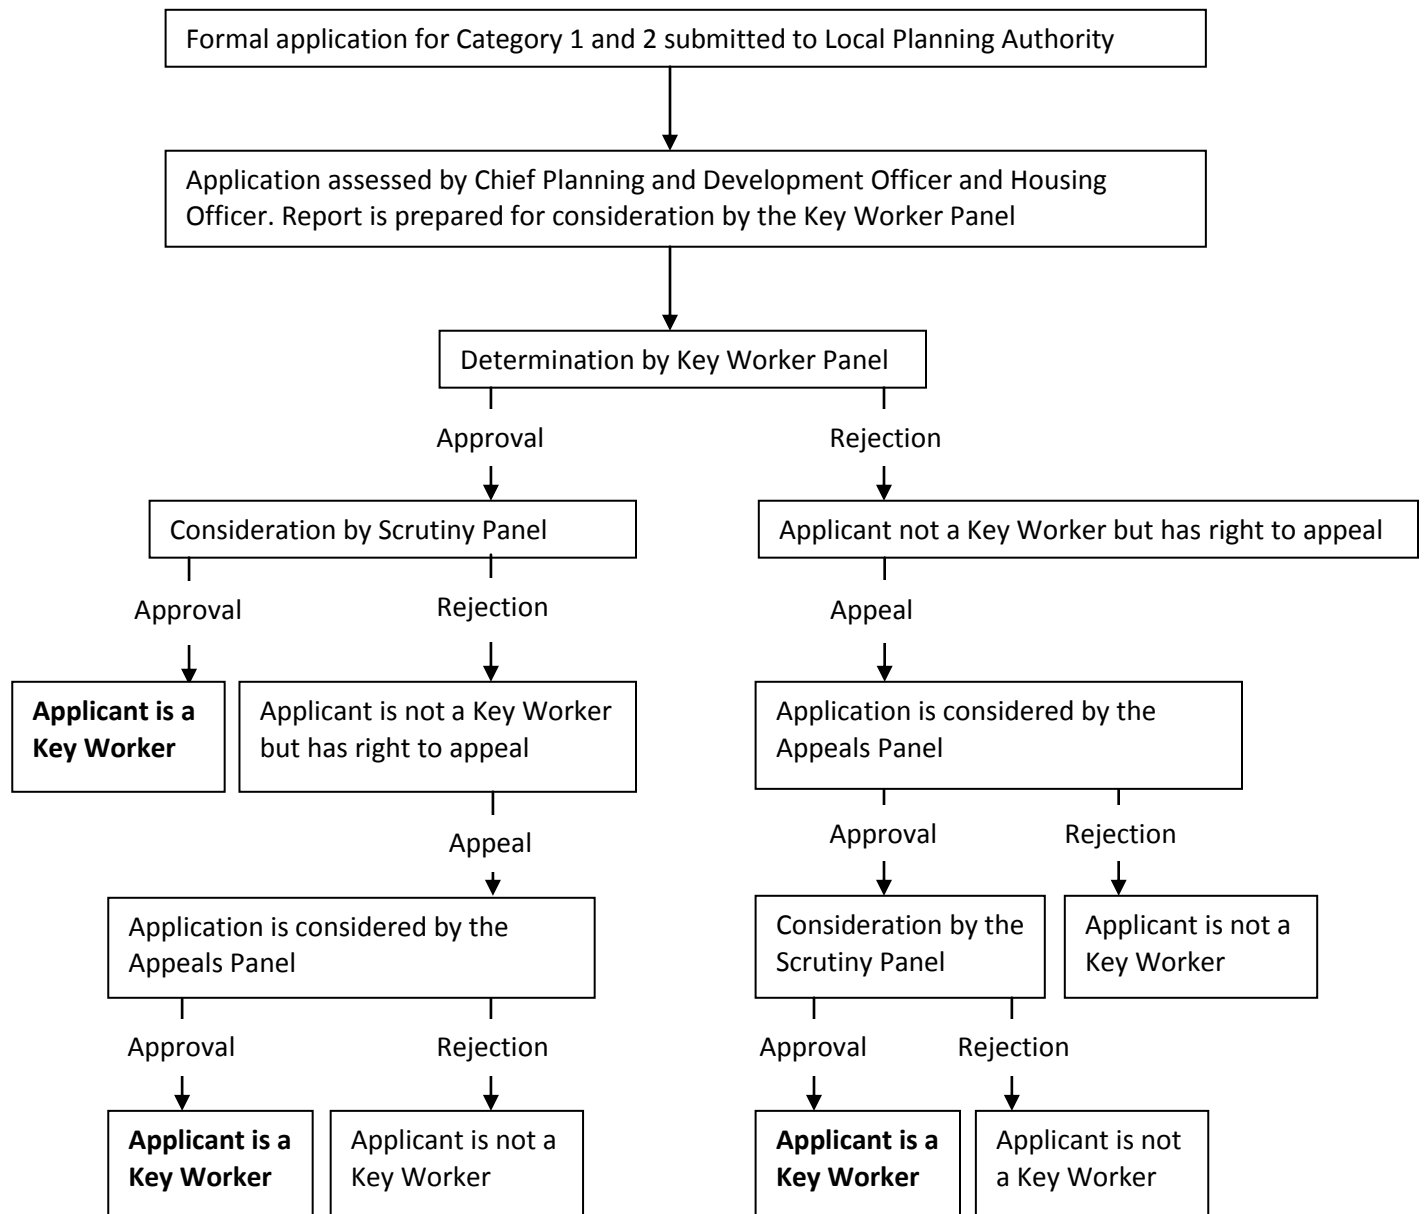 Formal application for Category 1 and 2 submitted to Local Planning Authority
Application assessed by Chief Planning and Development Officer and Housing
Officer. Report is prepared for consideration by the Key Worker Panel
Determination by Key Worker Panel
Approval
Rejection
Consideration by Scrutiny Panel
Applicant not a Key Worker but has right to appeal
Approval
Rejection
Appeal
Applicant is a
Key Worker
Applicant is not a Key Worker
but has right to appeal
Application is considered by the
Appeals Panel
Appeal
Approval
Rejection
Application is considered by the
Appeals Panel
Consideration by the
Scrutiny Panel
Applicant is not a
Key Worker
Approval
Rejection
Approval
Rejection
Applicant is a
Key Worker
Applicant is not a
Key Worker
Applicant is a
Key Worker
Applicant is not
a Key Worker